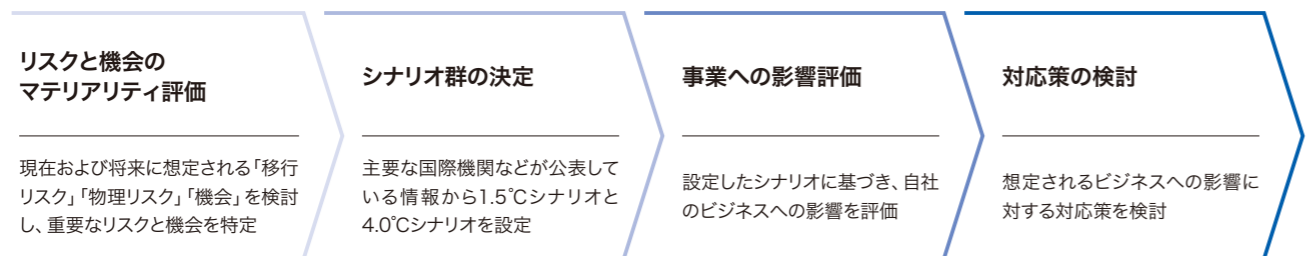 リスクと機会の
マテリアリティ評価
現在および将来に想定される「移行
リスク」「物理リスク」「機会」を検討
し、重要なリスクと機会を特定
シナリオ群の決定
主要な国際機関などが公表して
いる情報から1.5℃シナリオと
4.0℃シナリオを設定
事業への影響評価
設定したシナリオに基づき、自社
のビジネスへの影響を評価
対応策の検討
想定されるビジネスへの影響に
対する対応策を検討